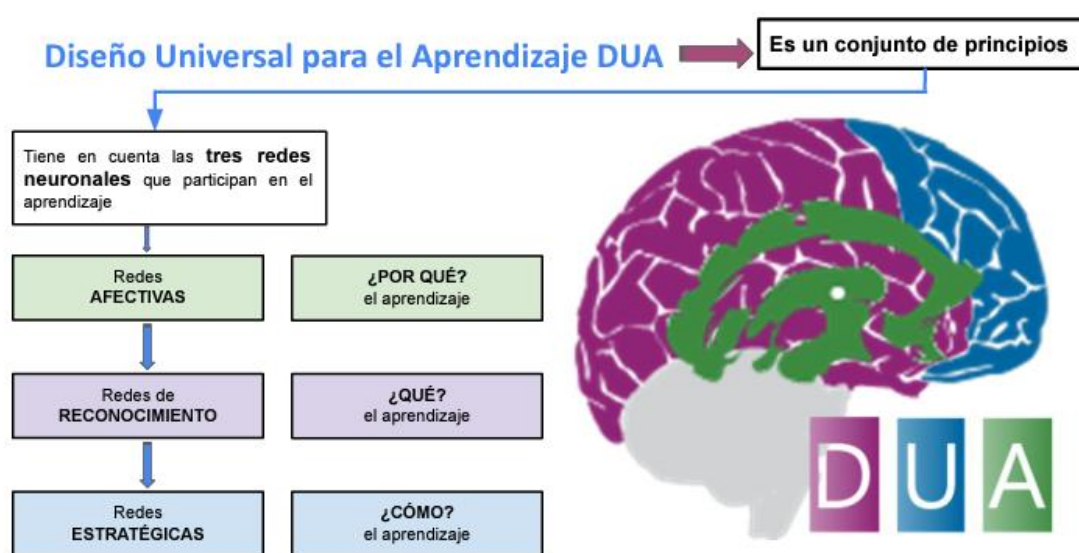 Diseño Universal para el Aprendizaje DUA
Es un conjunto de principios
Tiene en cuenta las tres redes
neuronales que participan en el
aprendizaje
Redes
AFECTIVAS
¿POR QUÉ?
el aprendizaje
Redes de
RECONOCIMIENTO
¿QUÉ?
el aprendizaje
Redes
ESTRATÉGICAS
¿CÓMO?
el aprendizaje
D U A